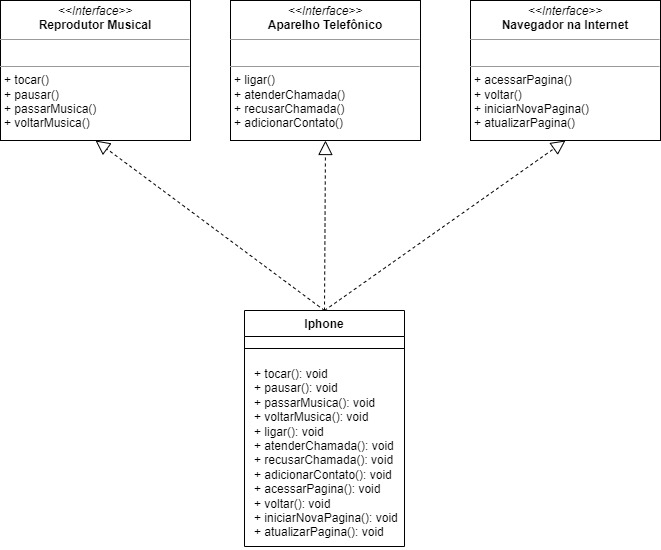 <<Interface>>
Reprodutor Musical
+ tocar()
+ pausar()
+ passarMusica()
+ voltarMusica()
<<Interface>>
Aparelho Telefônico
+ ligar()
+ atenderChamada()
+ recusarChamada()
+ adicionarContato()
<<Interface>>
Navegador na Internet
+ acessarPagina()
+ voltar()
+ iniciarNovaPagina()
+ atualizarPagina()
Iphone
+ tocar(): void
+ pausar(): void
+ passarMusica(): void
+ voltarMusica(): void
+ ligar(): void
+ atenderChamada(): void
+ recusarChamada(): void
+ adicionarContato(): void
+ acessarPagina(): void
+ voltar(): void
+ iniciarNovaPagina(): void
+ atualizarPagina(): void